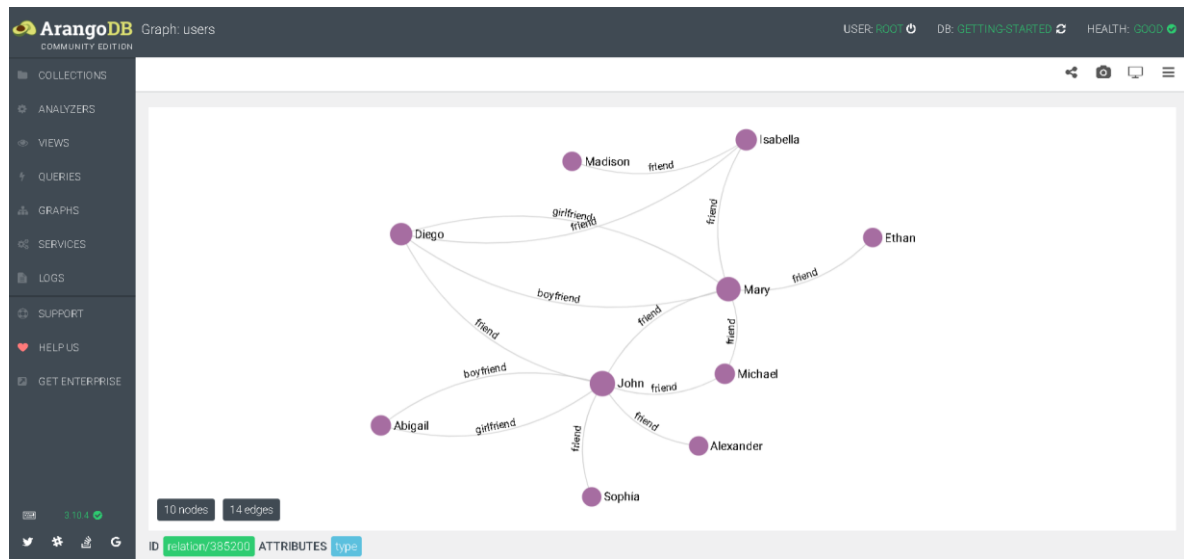 ArangoDB
COMMUNITY EDITION
Graph: users
USER: ROOT
DB: GETTING-STARTED
HEALTH: GOOD
COLLECTIONS
ANALYZERS
VIEWS
QUERIES
GRAPHS
SERVICES
LOGS
SUPPORT
HELP US
GET ENTERPRISE
3.10.4
G
Isabella
Madison
friend
girlfriend
friend
friend
Diego
Ethan
friend
Mary
boyfriend
friend
friend
friend
boyfriend
John
friend
Michael
Abigail
girlfriend
friend
friend
Alexander
Sophia
10 nodes
14 edges
ID relation/385200 ATTRIBUTES type